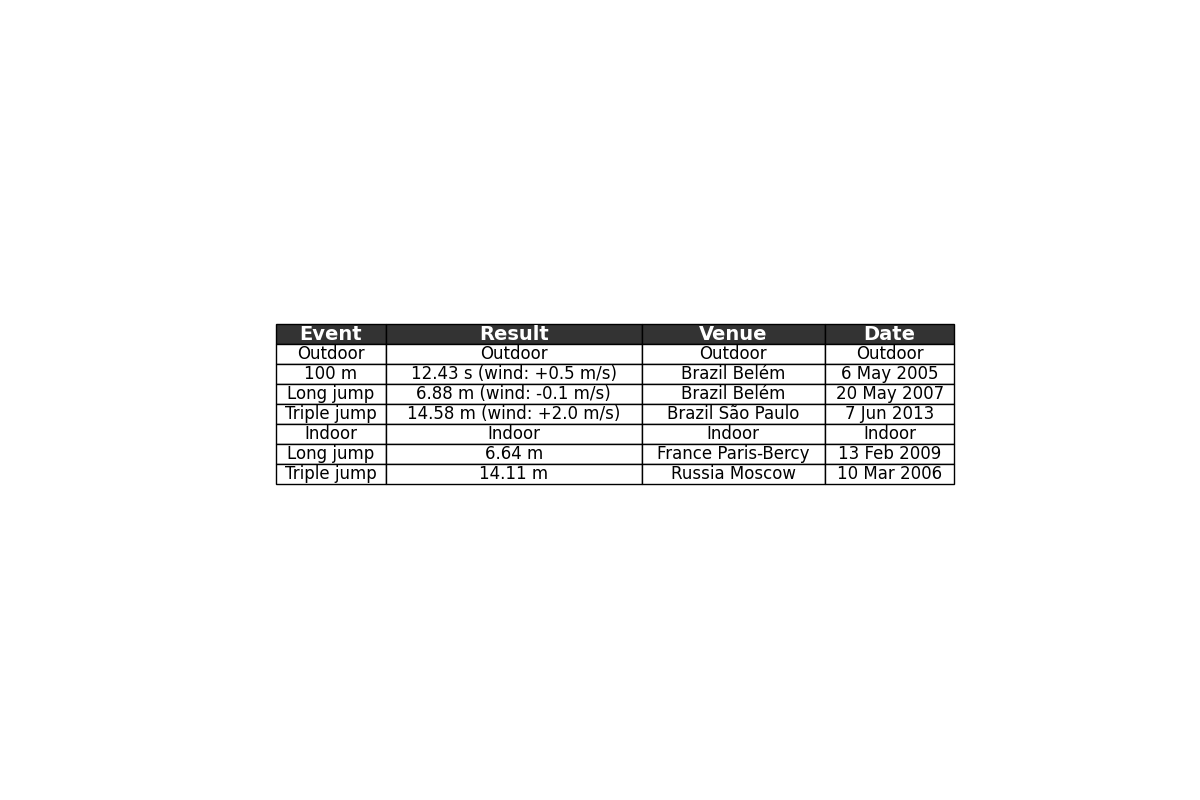 Event Result Venue Date
Outdoor Outdoor Outdoor Outdoor
100 m 12.43 s (wind: +0.5 m/s) Brazil Belém 6 May 2005
Long jump 6.88 m (wind: -0.1 m/s) Brazil Belém 20 May 2007
Triple jump 14.58 m (wind: +2.0 m/s) Brazil São Paulo 7 Jun 2013
Indoor Indoor Indoor Indoor
Long jump 6.64 m France Paris-Bercy 13 Feb 2009
Triple jump 14.11 m Russia Moscow 10 Mar 2006